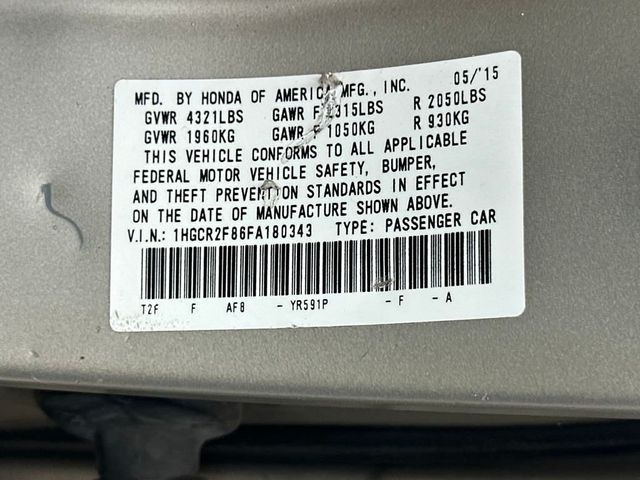 MFD. BY HONDA OF AMERICA MFG., INC. 05/'15
GVWR 4321LBS GAWR F 2315LBS R 2050LBS
GVWR 1960KG GAWR F 1050KG R 930KG
THIS VEHICLE CONFORMS TO ALL APPLICABLE
FEDERAL MOTOR VEHICLE SAFETY, BUMPER,
AND THEFT PREVENTION STANDARDS IN EFFECT
ON THE DATE OF MANUFACTURE SHOWN ABOVE.
V.I.N.: 1HGCR2F86FA180343 TYPE: PASSENGER CAR
T2F F AF8 - YR591P - F - A